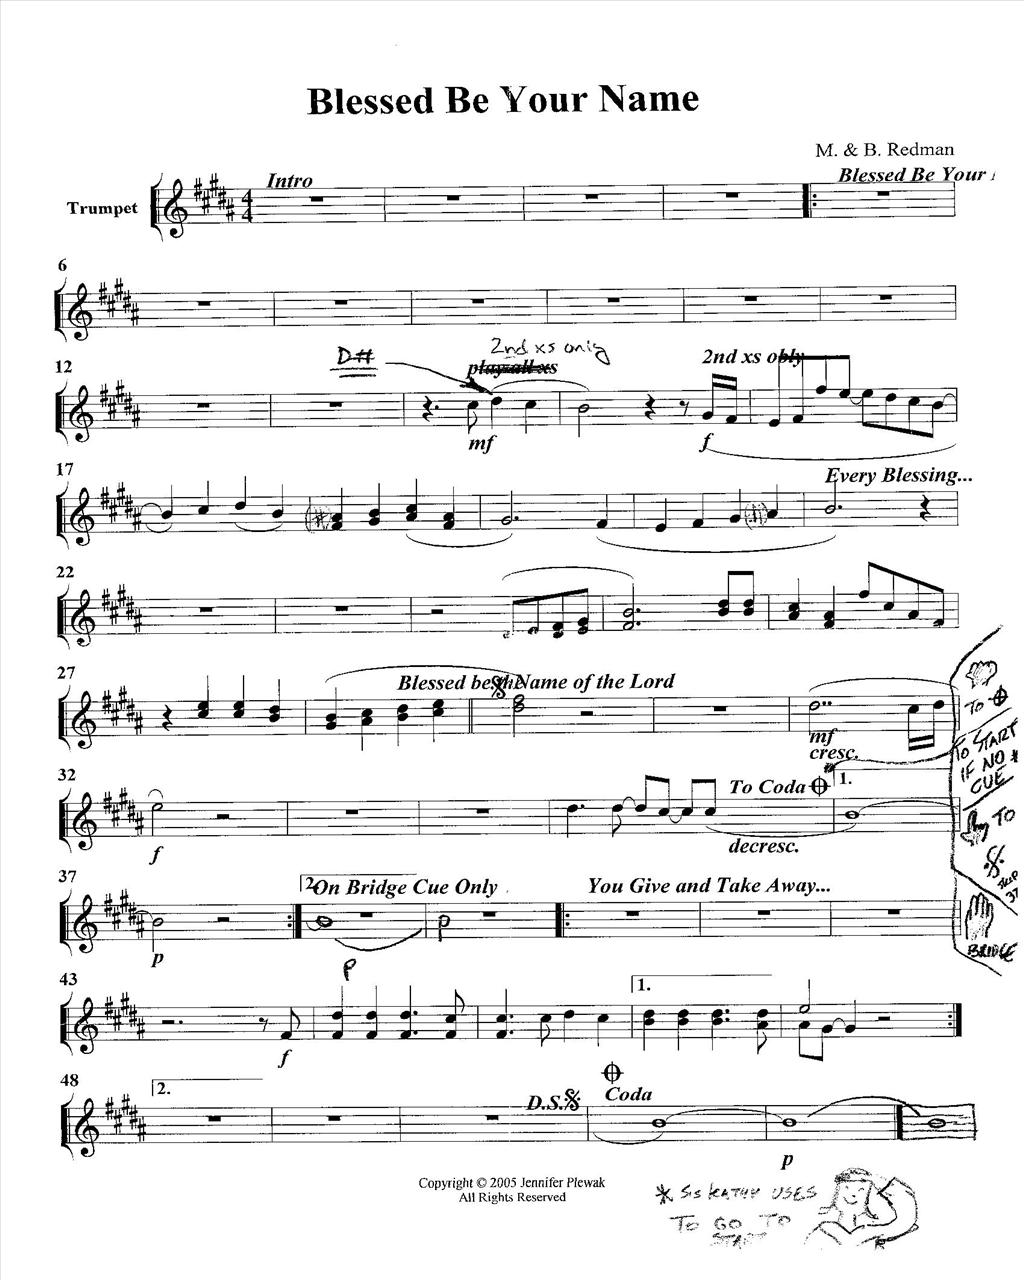 Blessed Be Your Name
M. & B. Redman
Intro
Blessed Be Your
Trumpet
4
4
6
D#
2nd xs only
play all xs
2nd xs obly
12
mf
f
17
Every Blessing...
22
27
Blessed be the Name of the Lord
TO
mf
cresc.
TO START
IF NO *
CUE
32
To Coda
1.
f
decresc.
TO
SKIP
37
37
2.
On Bridge Cue Only
You Give and Take Away...
p
P
BRIDGE
43
1.
f
48
2.
D.S.
Coda
p
Copyright © 2005 Jennifer Plewak
All Rights Reserved
* SIS KATHY USES
TO GO TO
START